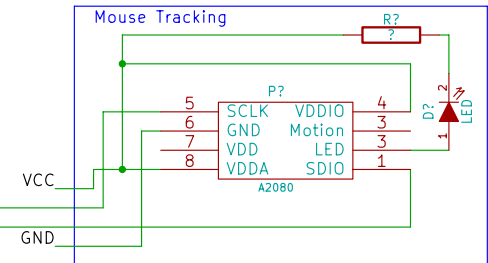 Mouse Tracking
R?
?
P?
5 SCLK VDDIO 4
6 GND Motion 3
7 VDD LED 3
8 VDDA SDIO 1
A2080
D?
LED
2
1
VCC
GND